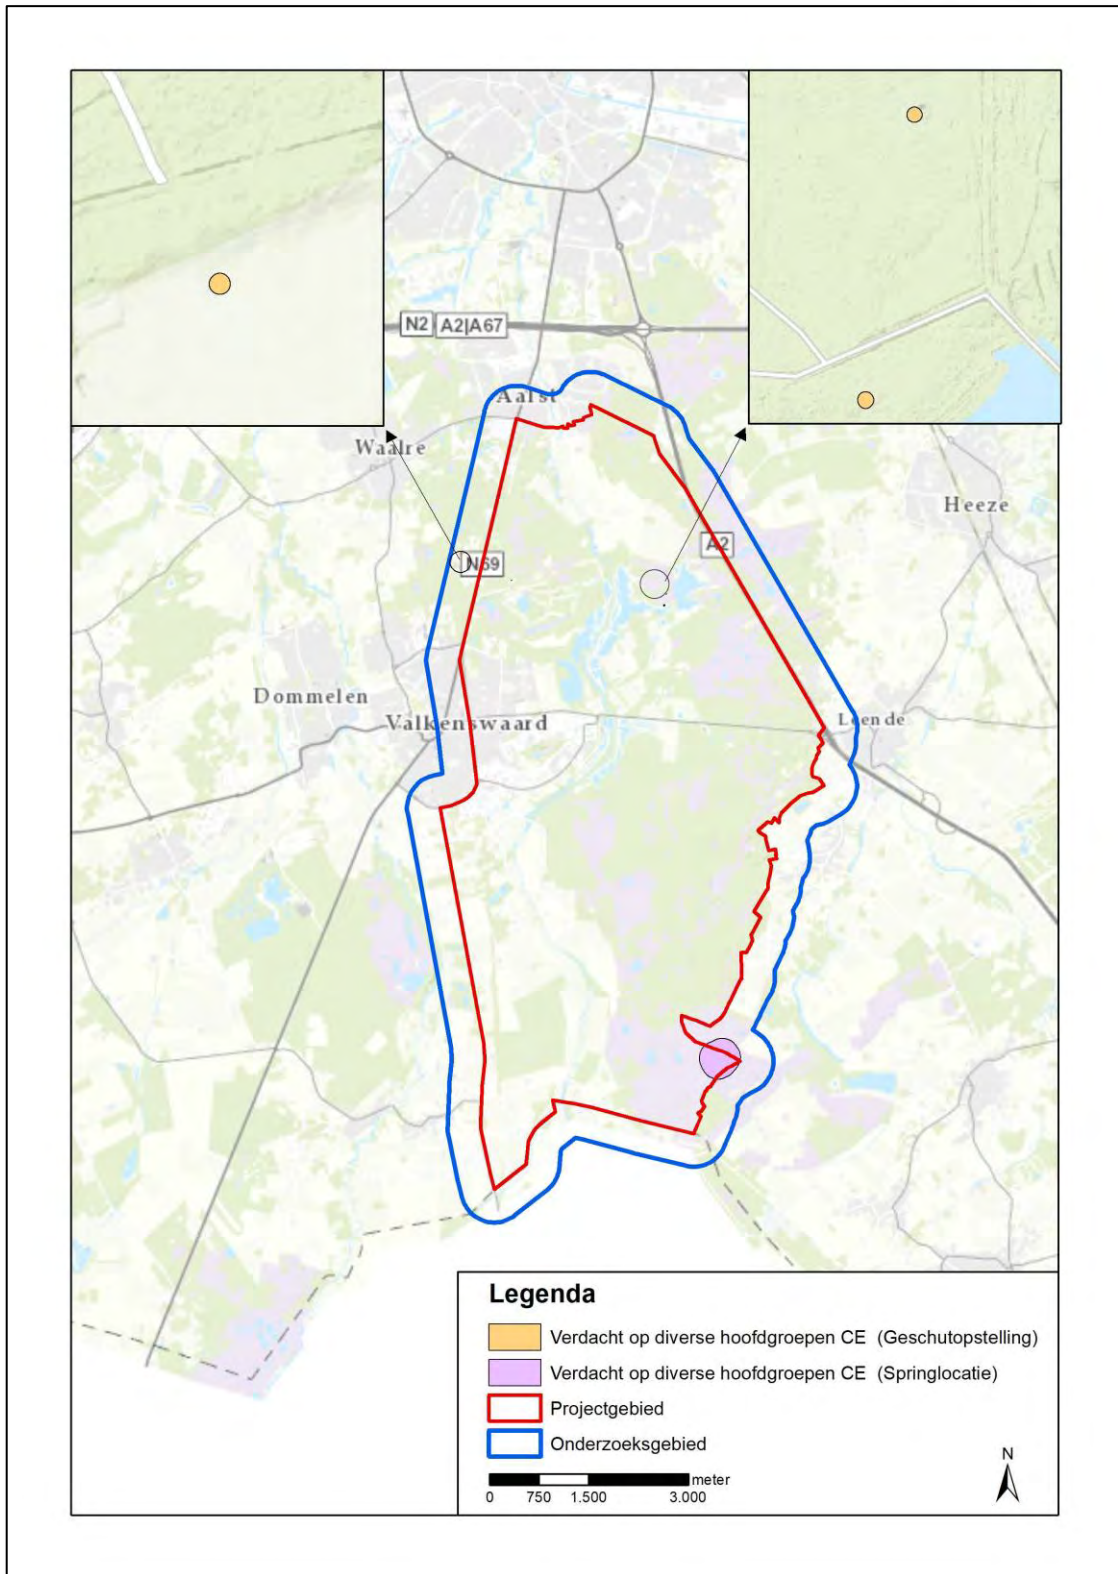 N2 A2|A67
Aalst
Waalre
Heeze
A2
N69
Dommelen
Leende
Valkenswaard
Legenda
Verdacht op diverse hoofdgroepen CE (Geschutopstelling)
Verdacht op diverse hoofdgroepen CE (Springlocatie)
Projectgebied
Onderzoeksgebied
N
meter
0 750 1.500 3.000